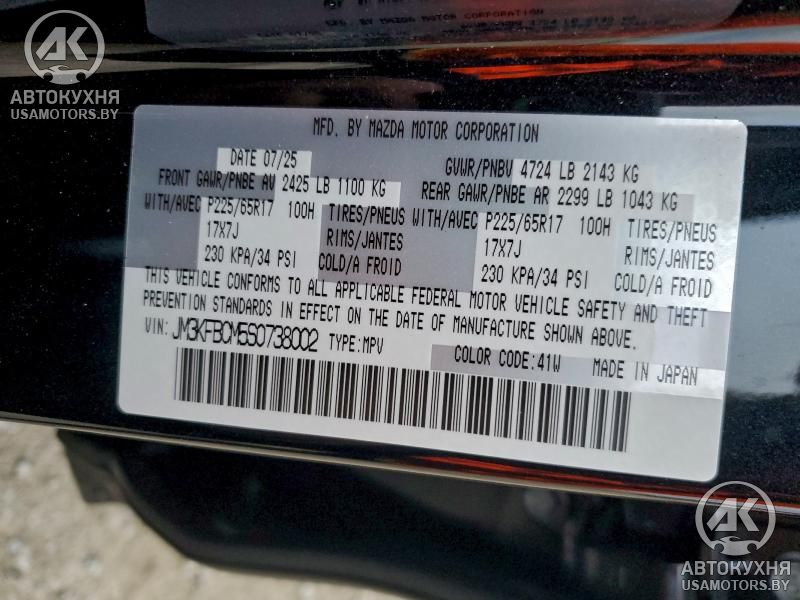 AK
АВТОКУХНЯ
USAMOTORS.BY
MFD. BY MAZDA MOTOR CORPORATION
DATE 07/25
GVWR/PNBV 4724 LB 2143 KG
FRONT GAWR/PNBE AV 2425 LB 1100 KG
REAR GAWR/PNBE AR 2299 LB 1043 KG
WITH/AVEC P225/65R17 100H TIRES/PNEUS WITH/AVEC P225/65R17 100H TIRES/PNEUS
17X7J RIMS/JANTES 17X7J RIMS/JANTES
230 KPA/34 PSI COLD/A FROID 230 KPA/34 PSI COLD/A FROID
THIS VEHICLE CONFORMS TO ALL APPLICABLE FEDERAL MOTOR VEHICLE SAFETY AND THEFT
PREVENTION STANDARDS IN EFFECT ON THE DATE OF MANUFACTURE SHOWN ABOVE.
VIN: JM3KFBCM5S0738002 TYPE:MPV
COLOR CODE:41W MADE IN JAPAN
AK
АВТОКУХНЯ
USAMOTORS.BY